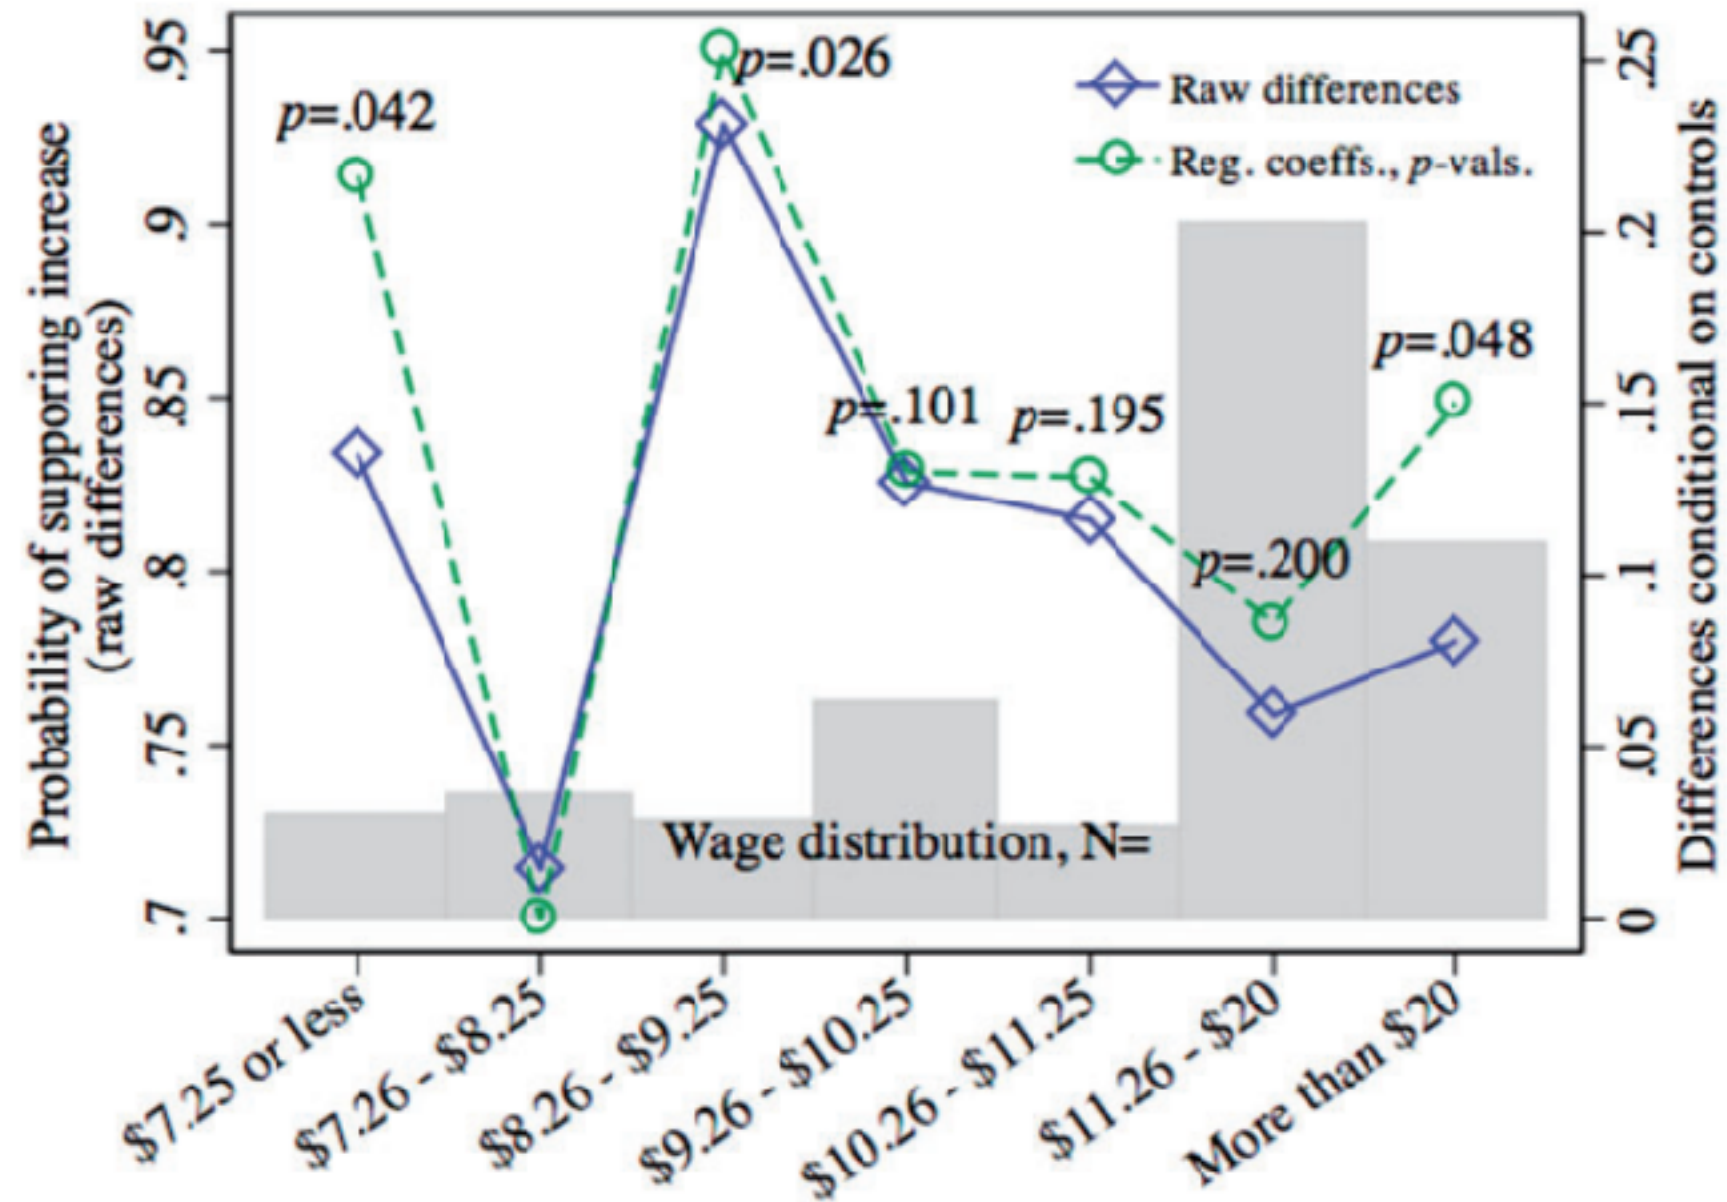 Probability of supporing increase
(raw differences)
.95
.9
.85
.8
.75
.7
p=.042
p=.026
p=.101
p=.195
p=.200
p=.048
Raw differences
Reg. coeffs., p-vals.
Wage distribution, N=
.25
.2
.15
.1
.05
0
Differences conditional on controls
$7.25 or less
$7.26 - $8.25
$8.26 - $9.25
$9.26 - $10.25
$10.26 - $11.25
$11.26 - $20
More than $20